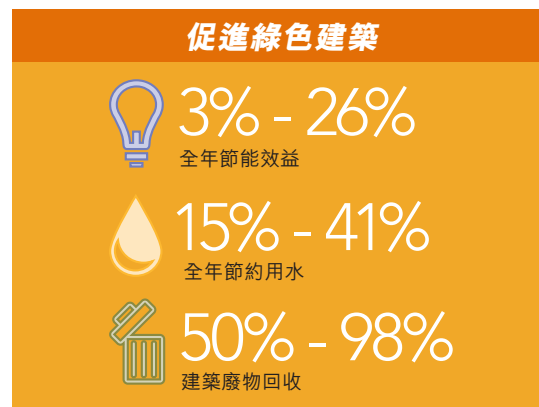 促進綠色建築
3% - 26%
全年節能效益
15% - 41%
全年節約用水
50% - 98%
建築廢物回收